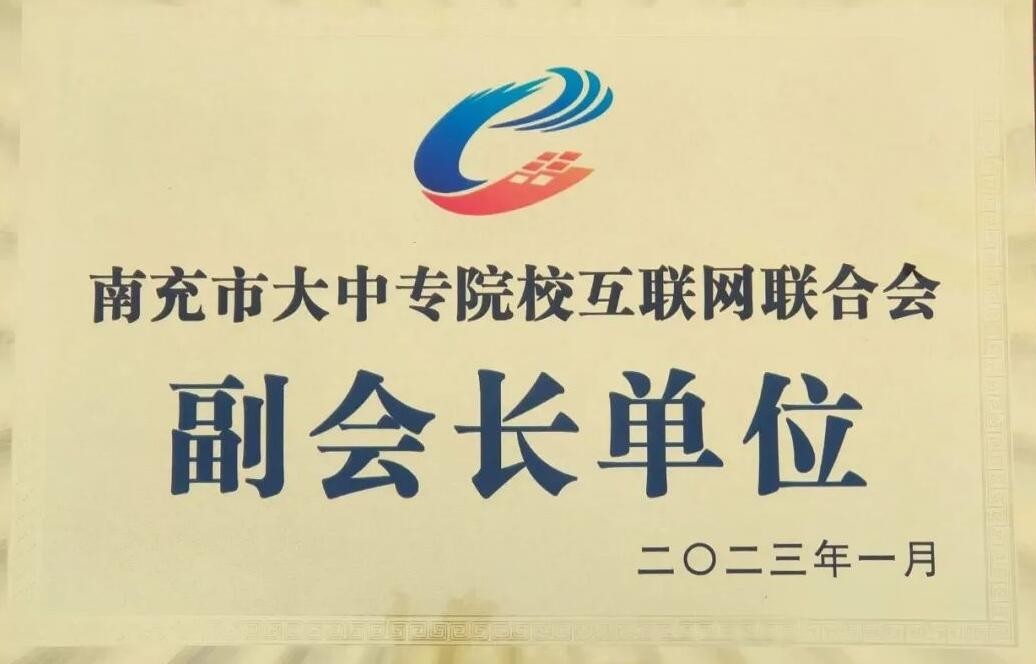 南充市大中专院校互联网联合会
副会长单位
二〇二三年一月